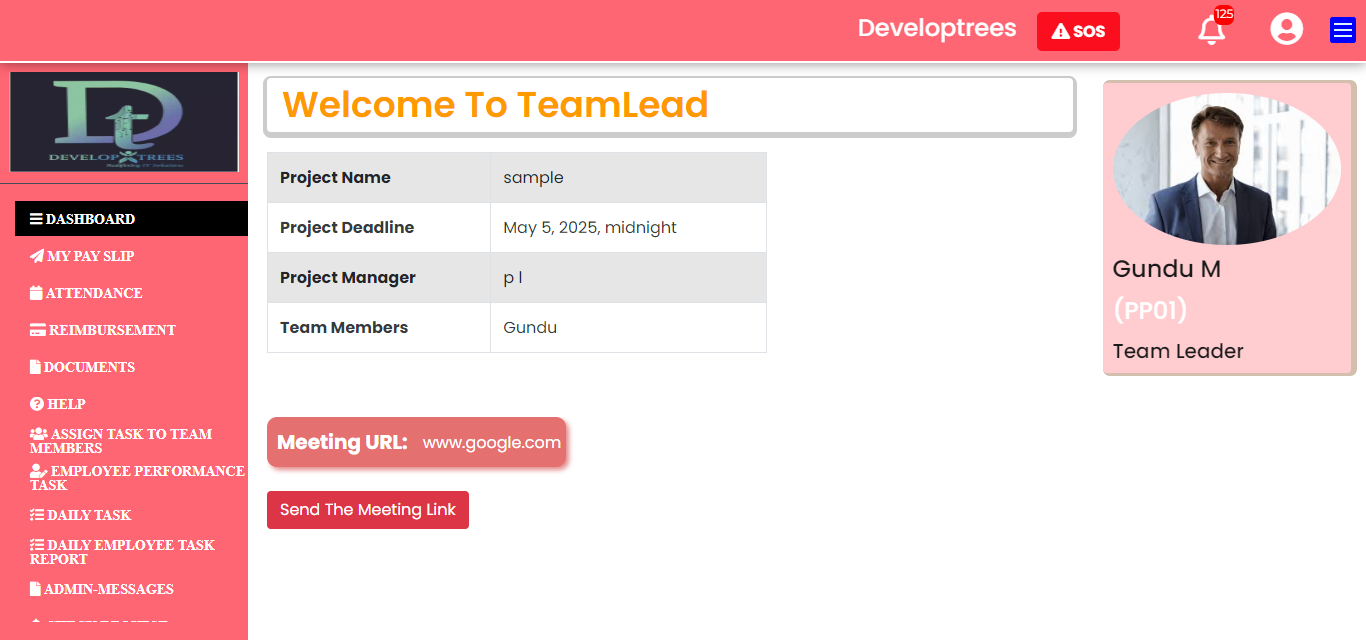 Developtrees
SOS
125
DEVELOPTREES
Welcome To TeamLead
Project Name sample
Project Deadline May 5, 2025, midnight
Project Manager p l
Team Members Gundu
Meeting URL: www.google.com
Send The Meeting Link
Gundu M
(PP01)
Team Leader
DASHBOARD
MY PAY SLIP
ATTENDANCE
REIMBURSEMENT
DOCUMENTS
HELP
ASSIGN TASK TO TEAM
MEMBERS
EMPLOYEE PERFORMANCE
TASK
DAILY TASK
DAILY EMPLOYEE TASK
REPORT
ADMIN-MESSAGES